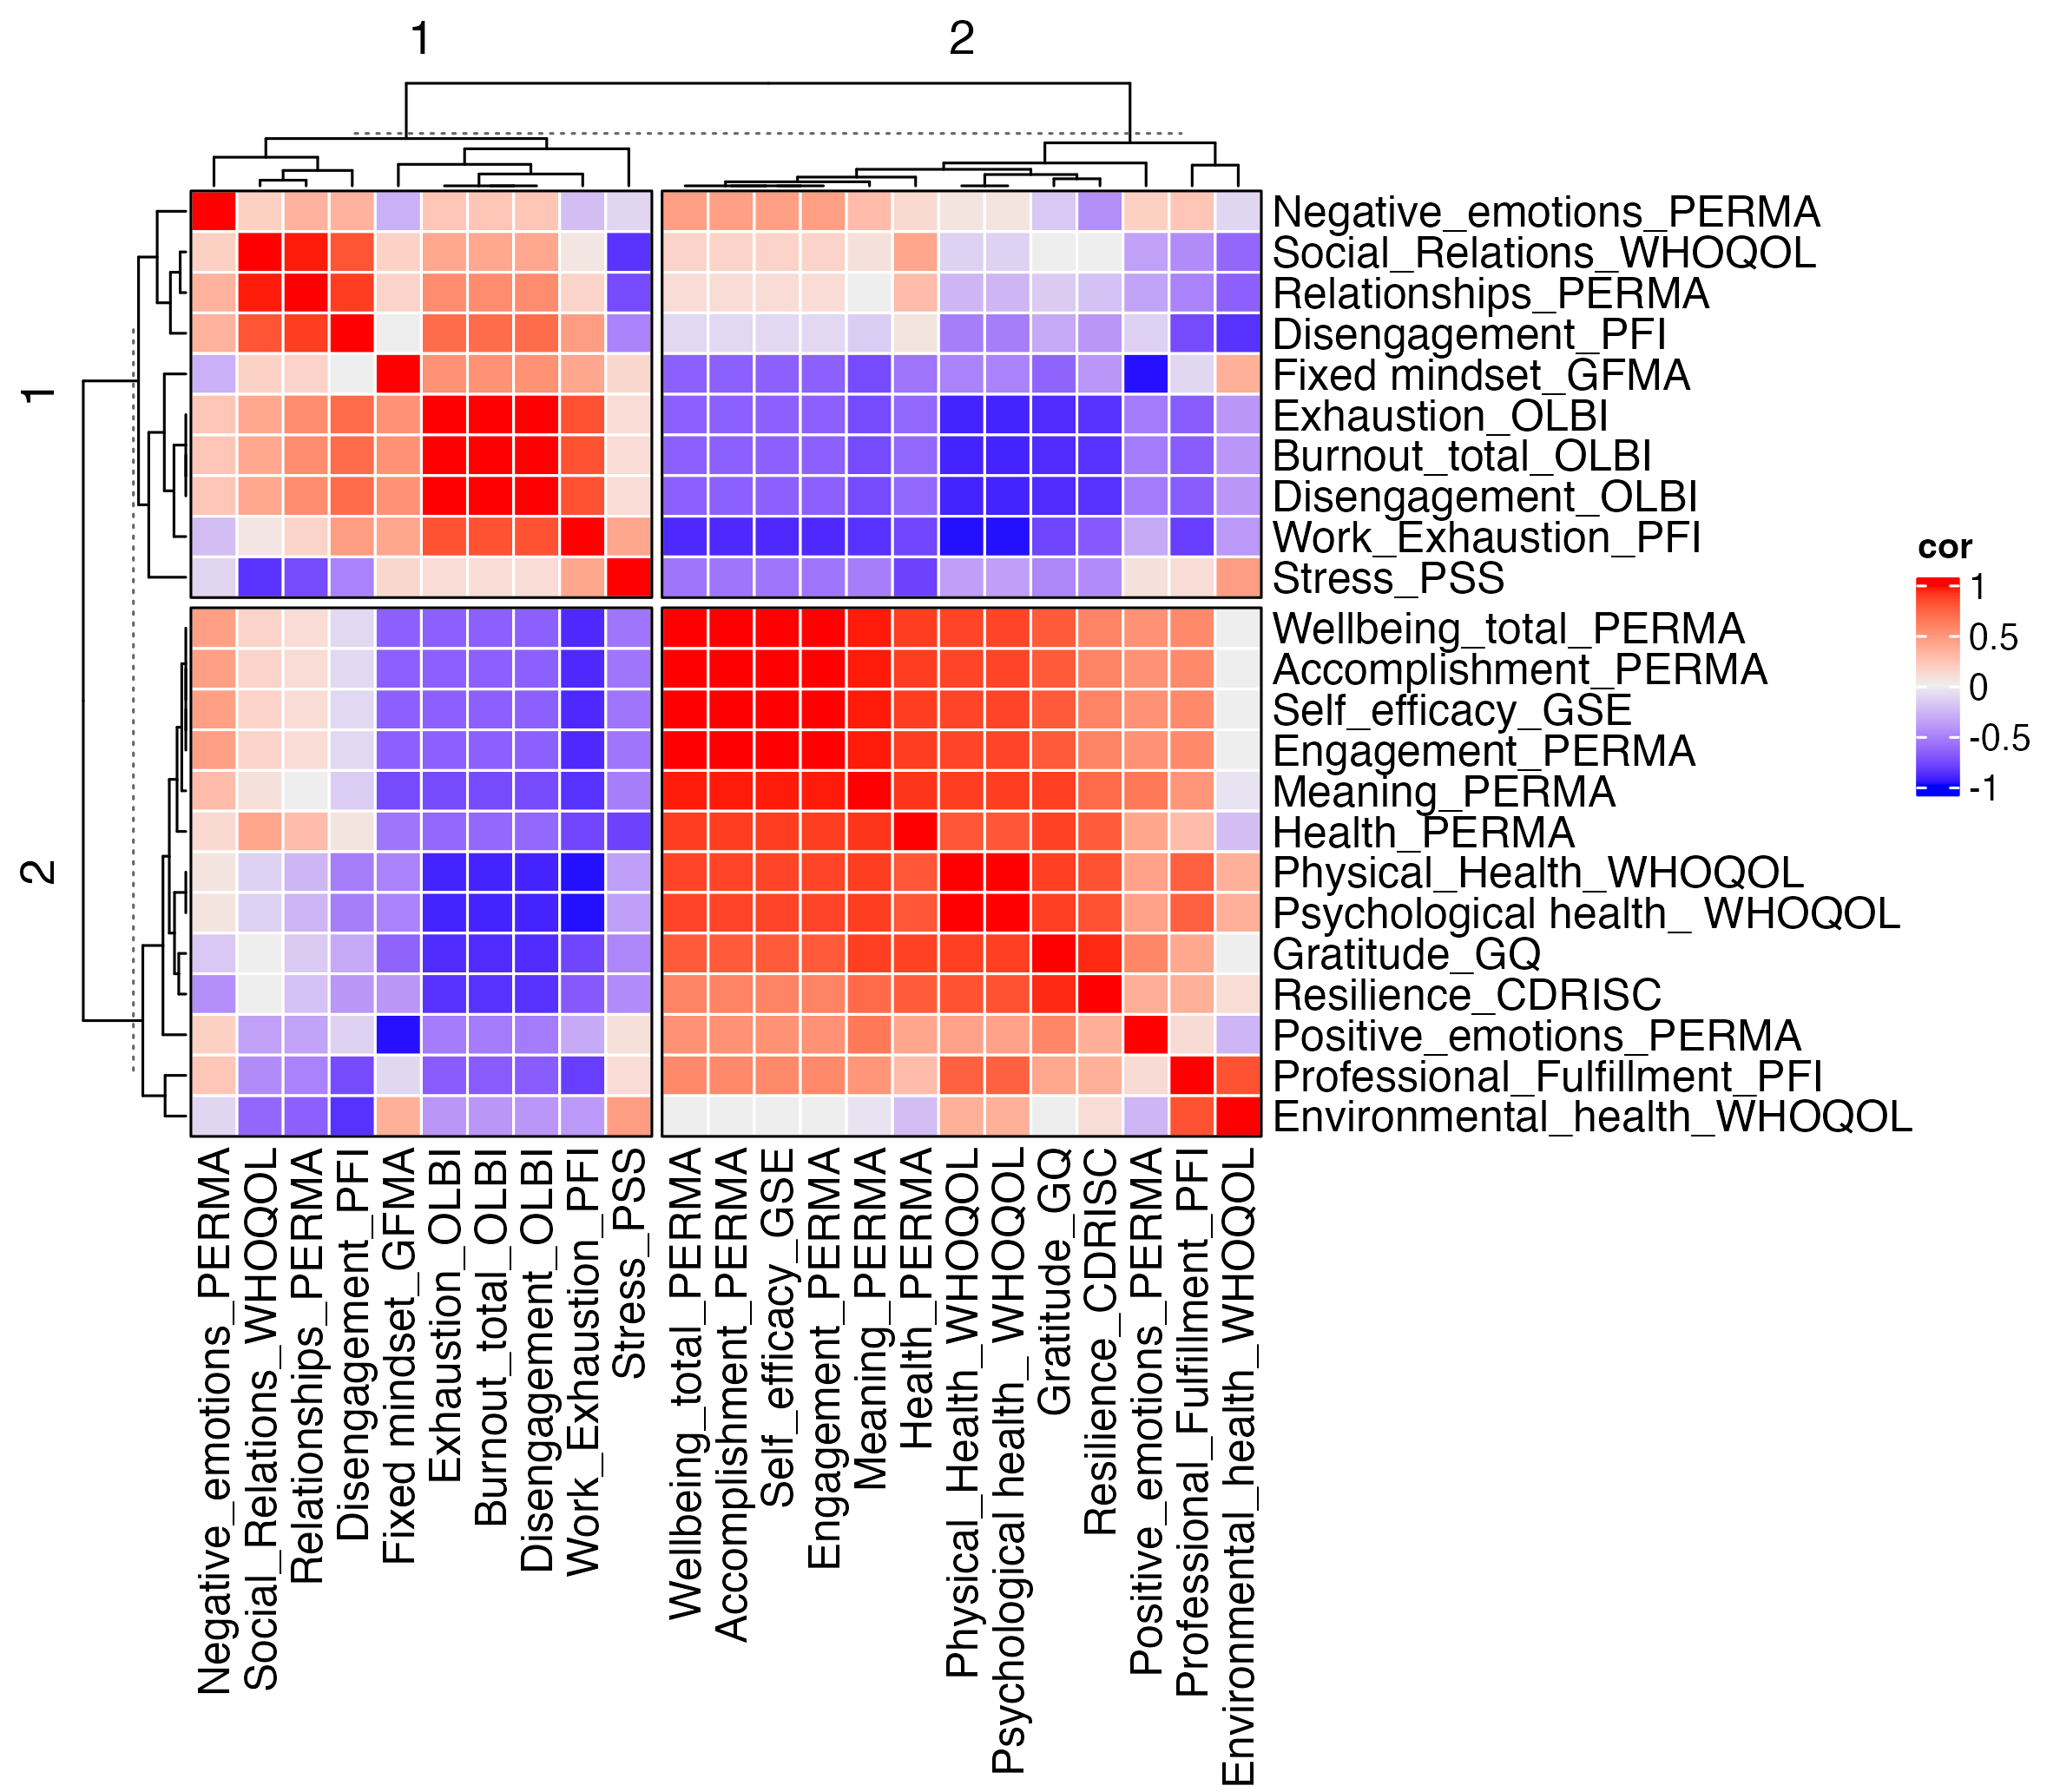 1
2
1
2
Negative_emotions_PERMA
Social_Relations_WHOQOL
Relationships_PERMA
Disengagement_PFI
Fixed mindset_GFMA
Exhaustion_OLBI
Burnout_total_OLBI
Disengagement_OLBI
Work_Exhaustion_PFI
Stress_PSS
Wellbeing_total_PERMA
Accomplishment_PERMA
Self_efficacy_GSE
Engagement_PERMA
Meaning_PERMA
Health_PERMA
Physical_Health_WHOQOL
Psychological health_ WHOQOL
Gratitude_GQ
Resilience_CDRISC
Positive_emotions_PERMA
Professional_Fulfillment_PFI
Environmental_health_WHOQOL
cor
1
0.5
0
-0.5
-1
Negative_emotions_PERMA
Social_Relations_WHOQOL
Relationships_PERMA
Disengagement_PFI
Fixed mindset_GFMA
Exhaustion_OLBI
Burnout_total_OLBI
Disengagement_OLBI
Work_Exhaustion_PFI
Stress_PSS
Wellbeing_total_PERMA
Accomplishment_PERMA
Self_efficacy_GSE
Engagement_PERMA
Meaning_PERMA
Health_PERMA
Physical_Health_WHOQOL
Psychological health_ WHOQOL
Gratitude_GQ
Resilience_CDRISC
Positive_emotions_PERMA
Professional_Fulfillment_PFI
Environmental_health_WHOQOL